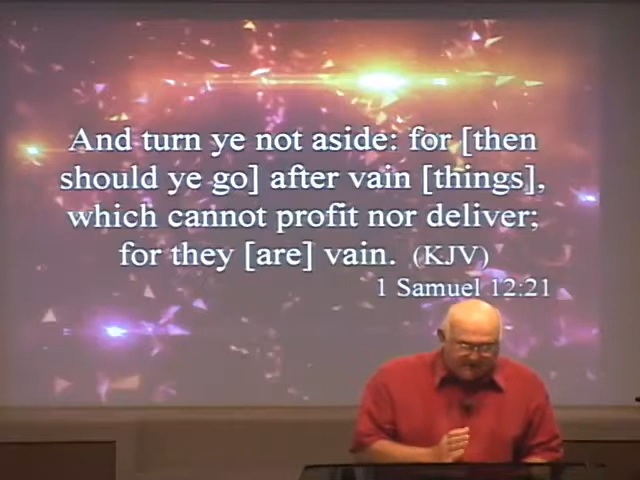 And turn ye not aside: for [then
should ye go] after vain [things],
which cannot profit nor deliver;
for they [are] vain. (KJV)
1 Samuel 12:21